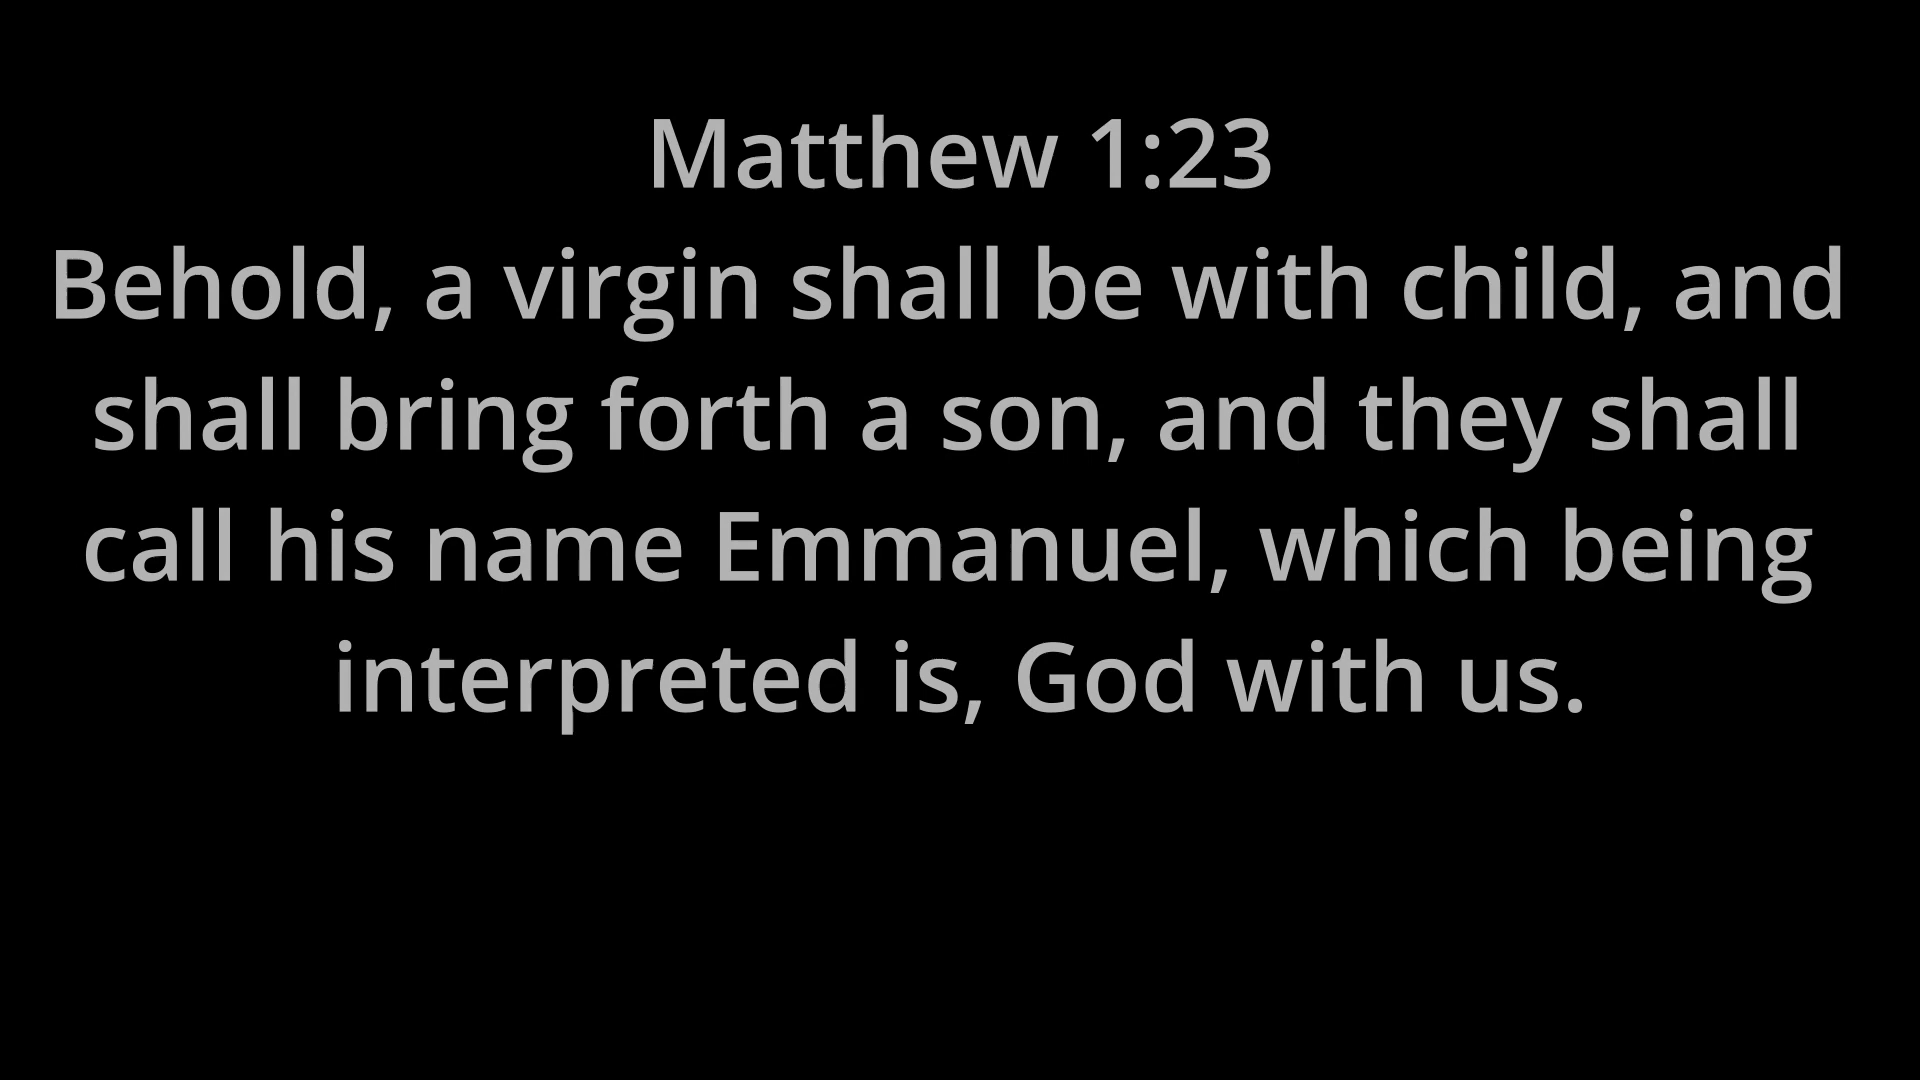 Matthew 1:23
Behold, a virgin shall be with child, and
shall bring forth a son, and they shall
call his name Emmanuel, which being
interpreted is, God with us.